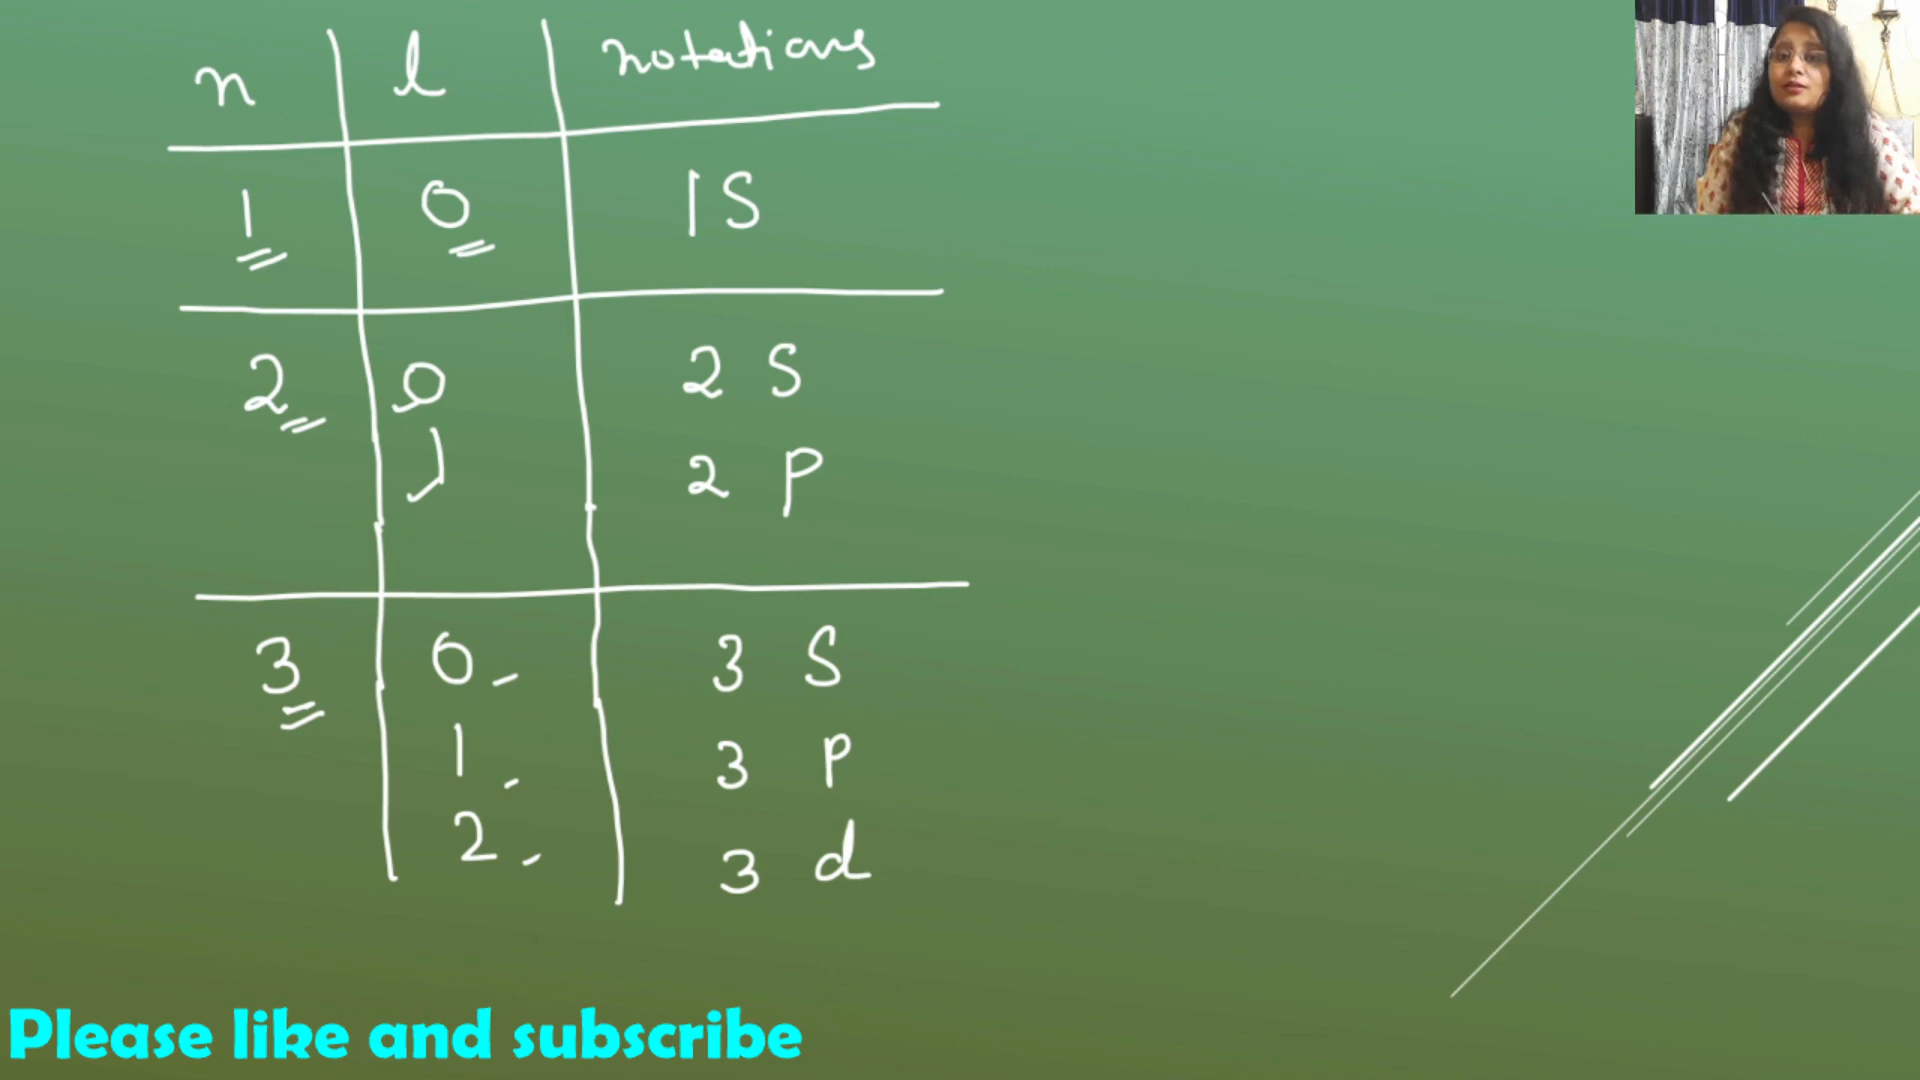 n l notations
1 0 1S
2 0 2 S
1 2 p
3 0 3 S
1 3 p
2 3 d
Please like and subscribe